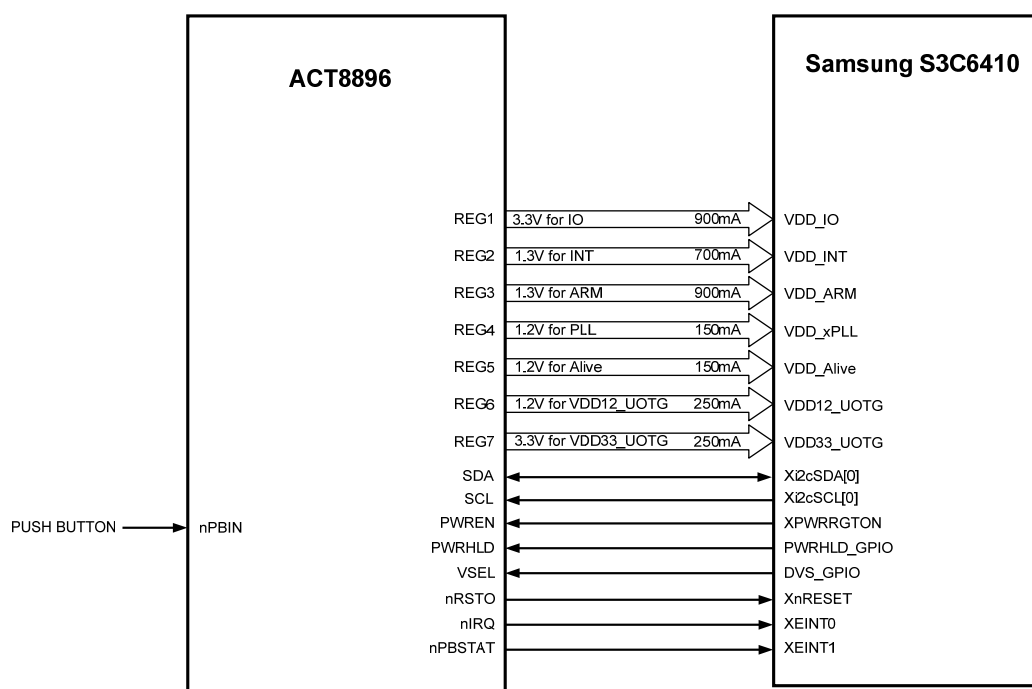 ACT8896
Samsung S3C6410
REG1 3.3V for IO 900mA VDD_IO
REG2 1.3V for INT 700mA VDD_INT
REG3 1.3V for ARM 900mA VDD_ARM
REG4 1.2V for PLL 150mA VDD_xPLL
REG5 1.2V for Alive 150mA VDD_Alive
REG6 1.2V for VDD12_UOTG 250mA VDD12_UOTG
REG7 3.3V for VDD33_UOTG 250mA VDD33_UOTG
SDA Xi2cSDA[0]
SCL Xi2cSCL[0]
PUSH BUTTON nPBIN PWREN XPWRRGTON
PWRHLD PWRHLD_GPIO
VSEL DVS_GPIO
nRSTO XnRESET
nIRQ XEINT0
nPBSTAT XEINT1